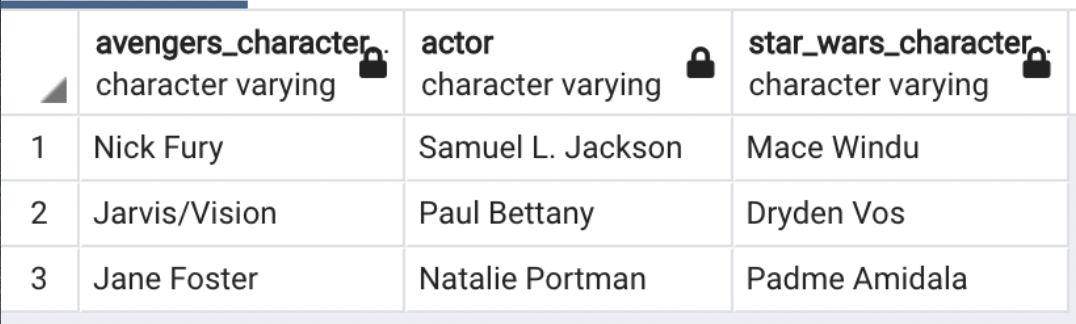 avengers_character... actor star_wars_character...
character varying character varying character varying
1 Nick Fury Samuel L. Jackson Mace Windu
2 Jarvis/Vision Paul Bettany Dryden Vos
3 Jane Foster Natalie Portman Padme Amidala